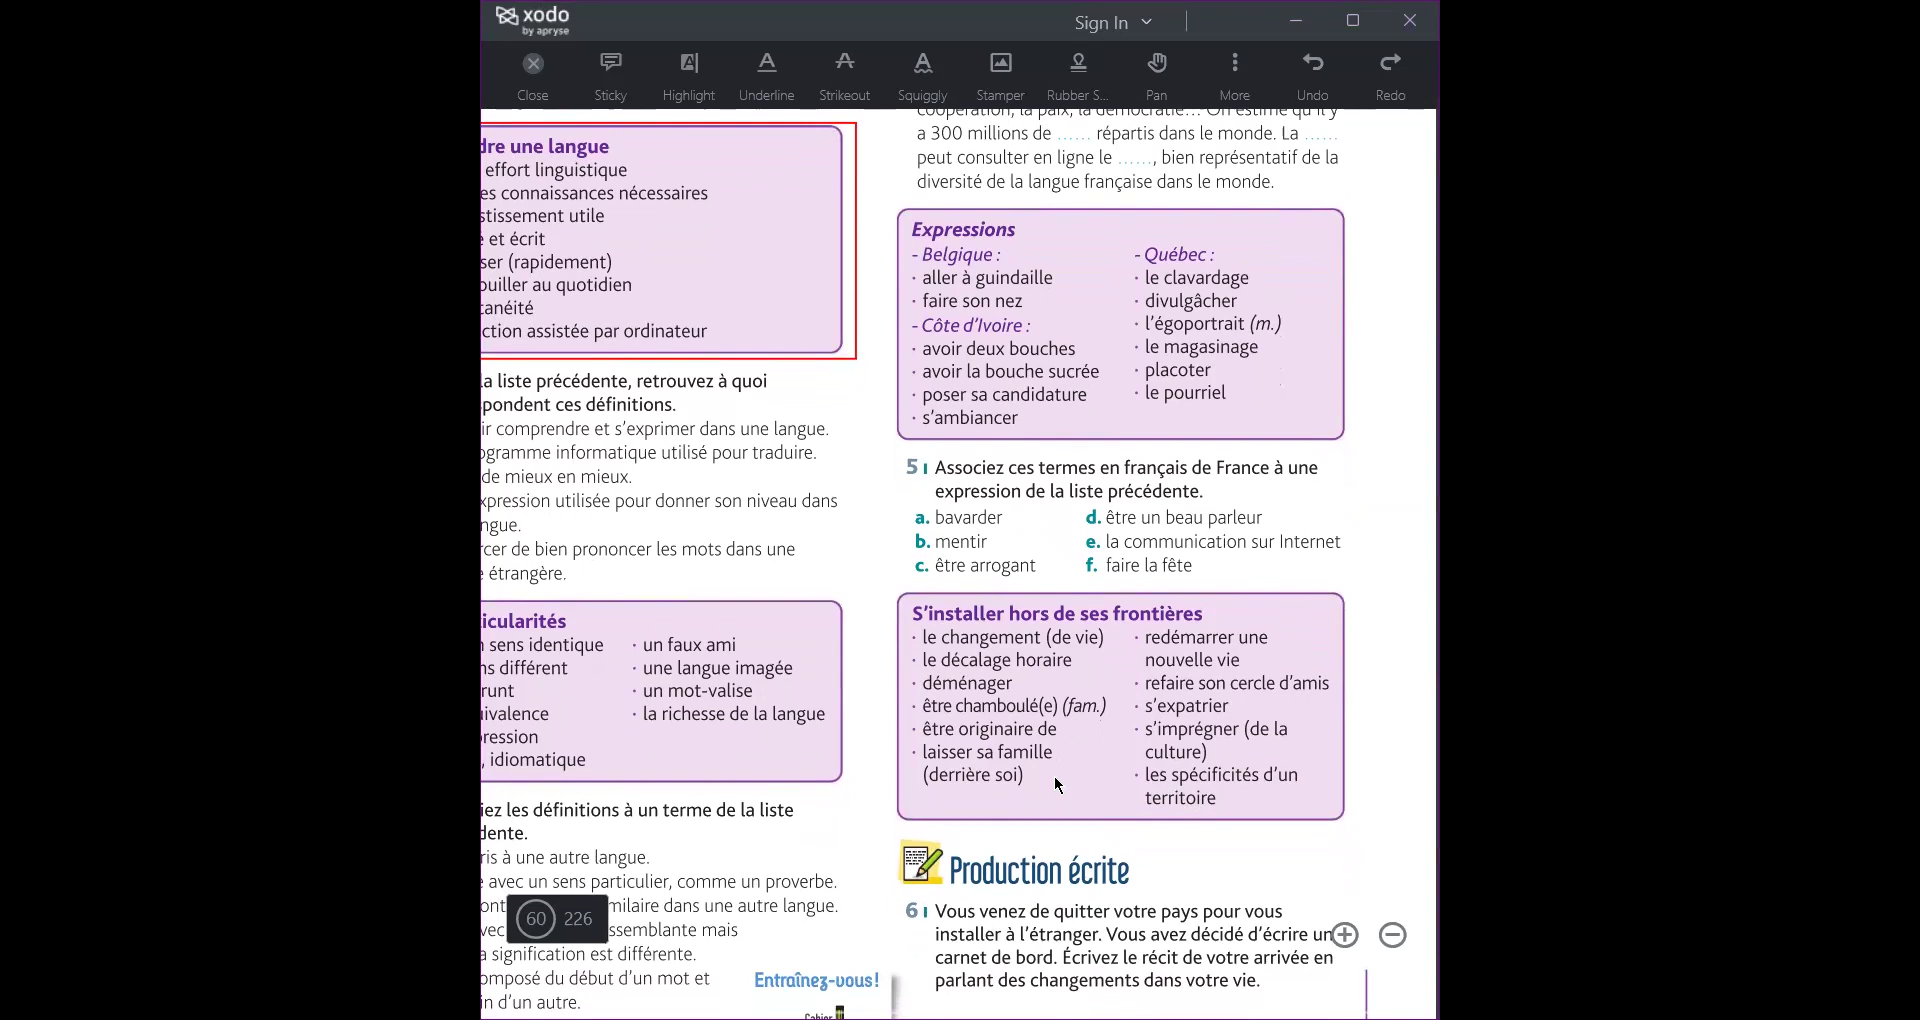 xodo
by apryse
Sign In
Close
Sticky
Highlight
Underline
Strikeout
Squiggly
Stamper
Rubber S...
Pan
More
Undo
Redo
dre une langue
effort linguistique
es connaissances nécessaires
stissement utile
é et écrit
ser (rapidement)
ouiller au quotidien
tanéité
ction assistée par ordinateur
la liste précédente, retrouvez à quoi
pondent ces définitions.
ir comprendre et s'exprimer dans une langue.
ogramme informatique utilisé pour traduire.
de mieux en mieux.
xpression utilisée pour donner son niveau dans
ngue.
rcer de bien prononcer les mots dans une
e étrangère.
icularités
n sens identique
ns différent
runt
uivalence
pression
, idiomatique
· un faux ami
· une langue imagée
· un mot-valise
· la richesse de la langue
iez les définitions à un terme de la liste
dente.
ris à une autre langue.
e avec un sens particulier, comme un proverbe.
ont milaire dans une autre langue.
vec ssemblante mais
a signification est différente.
omposé du début d'un mot et
in d'un autre.
60 226
Entraînez-vous !
Cahier
coopération, la paix, la démocratie... On estime qu'il y
a 300 millions de ...... répartis dans le monde. La ......
peut consulter en ligne le ......, bien représentatif de la
diversité de la langue française dans le monde.
Expressions
- Belgique :
· aller à guindaille
· faire son nez
- Côte d'Ivoire :
· avoir deux bouches
· avoir la bouche sucrée
· poser sa candidature
· s'ambiancer
- Québec :
· le clavardage
· divulgâcher
· l'égoportrait (m.)
· le magasinage
· placoter
· le pourriel
5 Associez ces termes en français de France à une
expression de la liste précédente.
a. bavarder
b. mentir
c. être arrogant
d. être un beau parleur
e. la communication sur Internet
f. faire la fête
S'installer hors de ses frontières
· le changement (de vie)
· le décalage horaire
· déménager
· être chamboulé(e) (fam.)
· être originaire de
· laisser sa famille
(derrière soi)
· redémarrer une
nouvelle vie
· refaire son cercle d'amis
· s'expatrier
· s'imprégner (de la
culture)
· les spécificités d'un
territoire
Production écrite
6 Vous venez de quitter votre pays pour vous
installer à l'étranger. Vous avez décidé d'écrire un
carnet de bord. Écrivez le récit de votre arrivée en
parlant des changements dans votre vie.